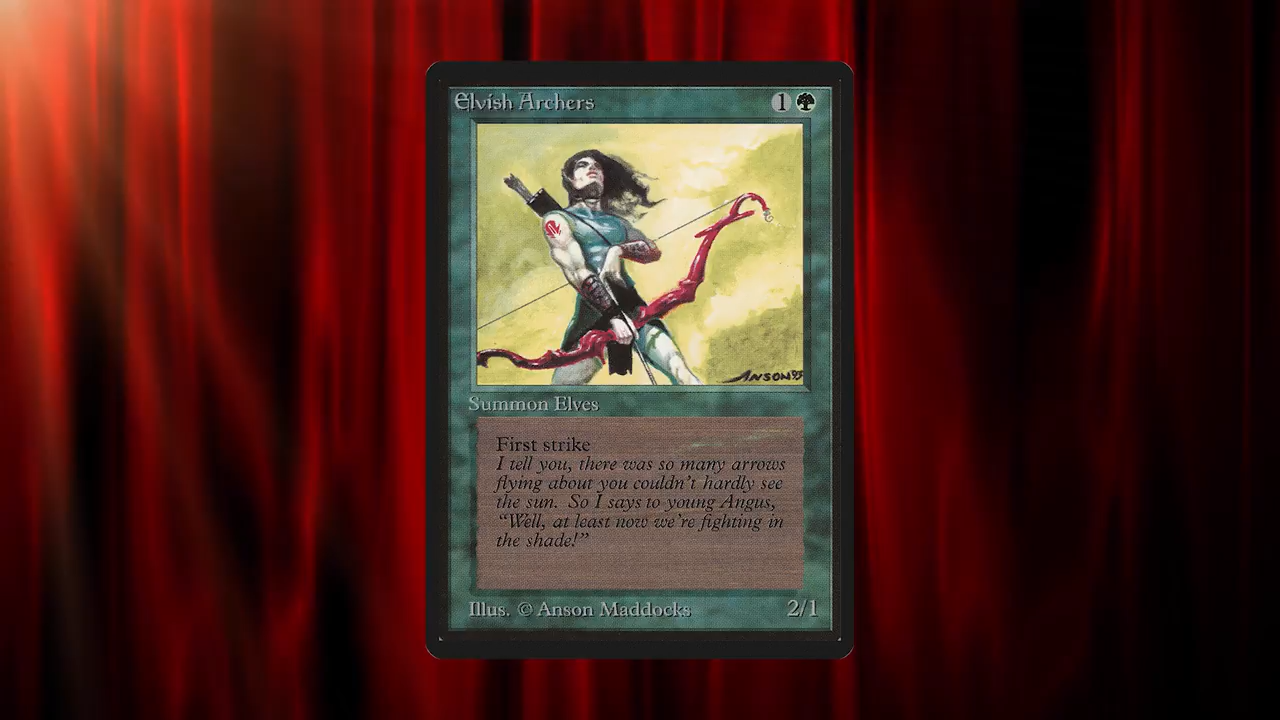 Elvish Archers 1
ANSON93
Summon Elves
First strike
I tell you, there was so many arrows
flying about you couldn't hardly see
the sun. So I says to young Angus,
“Well, at least now we're fighting in
the shade!”
Illus. © Anson Maddocks 2/1